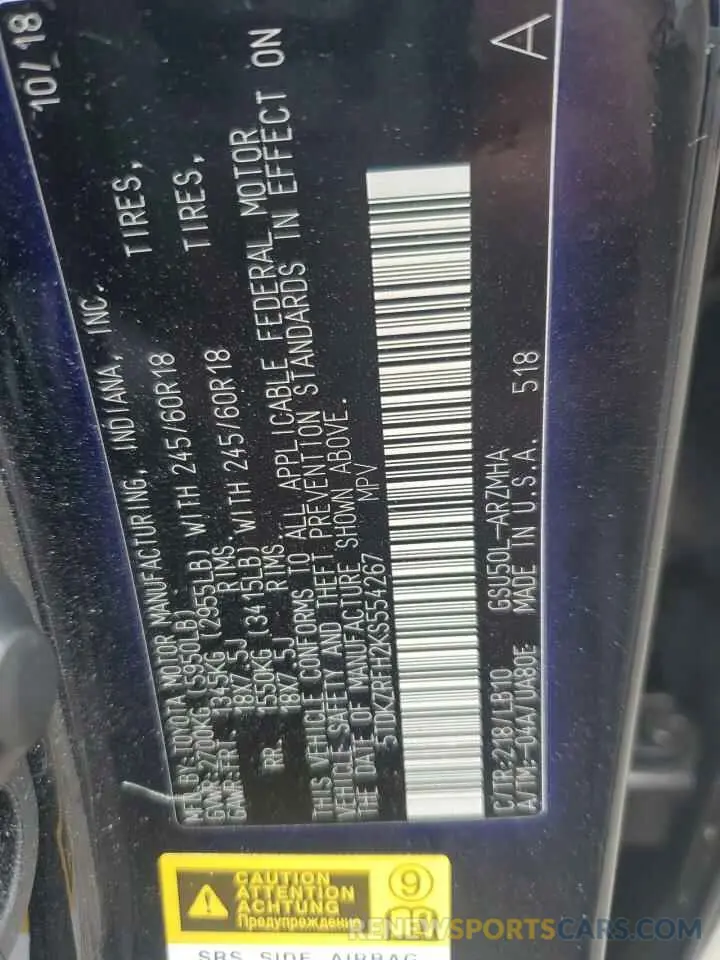 MFD BY: TOYOTA MOTOR MANUFACTURING, INDIANA, INC. 10/18
GVWR 2700KG (5950LB)
GAWR FRT 1345KG (2955LB) WITH 245/60R18 TIRES,
18X7.5J RIMS,
RR. 1550KG (3415LB) WITH 245/60R18 TIRES,
18X7.5J RIMS
THIS VEHICLE CONFORMS TO ALL APPLICABLE FEDERAL MOTOR
VEHICLE SAFETY AND THEFT PREVENTION STANDARDS IN EFFECT ON
THE DATE OF MANUFACTURE SHOWN ABOVE.
5TDKZRFH2KS554267 MPV
C/TR:218/LB10 GSU50L-ARZMHA
A/TM:-04A/UA80E MADE IN U.S.A. 518 A
CAUTION
ATTENTION
ACHTUNG
Предупреждение
9
SRS SIDE AIRBAG
RENEWSPORTSCARS.COM